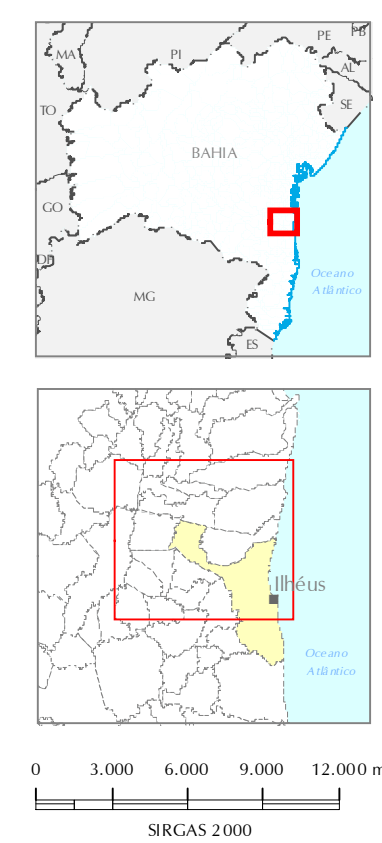 PE PB
MA PI
AL
SE
TO
BAHIA
GO
DF
Oceano
Atlântico
MG
ES
Ilhéus
Oceano
Atlântico
0 3.000 6.000 9.000 12.000 m
SIRGAS 2000